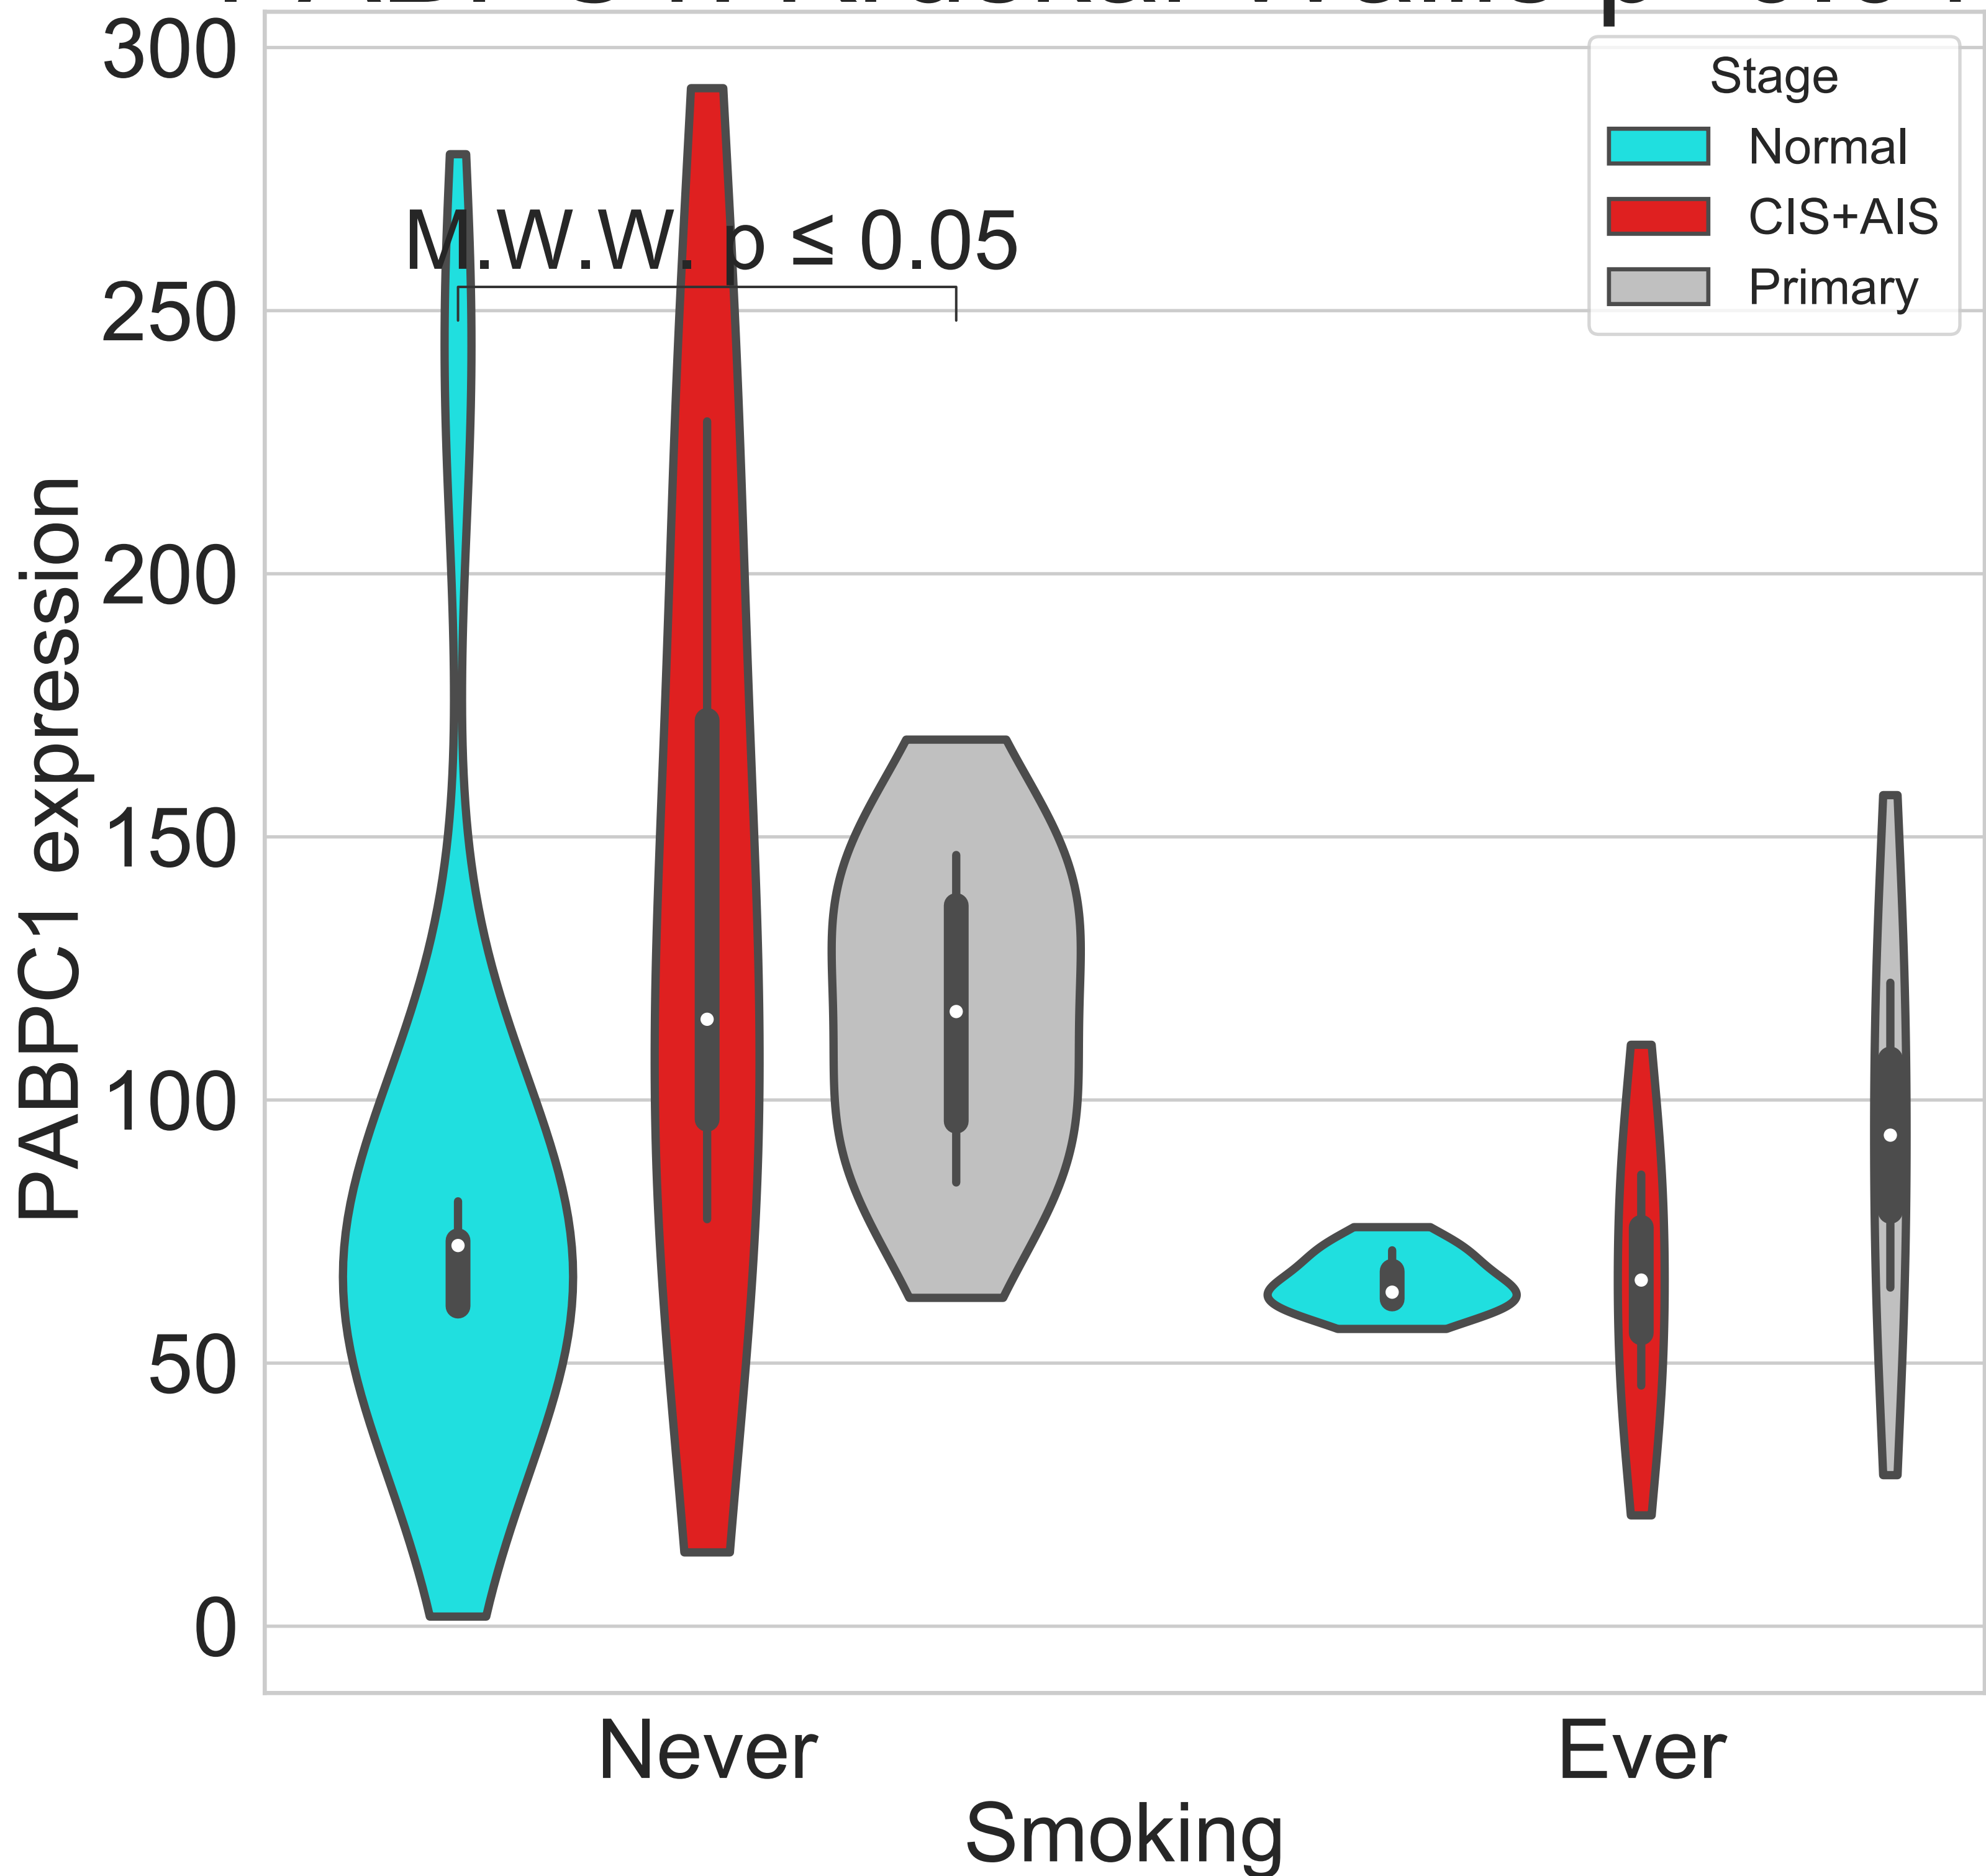 300
250
200
150
100
50
0
PABPC1 expression
M.W.W. p ≤ 0.05
Stage
Normal
CIS+AIS
Primary
Never
Ever
Smoking